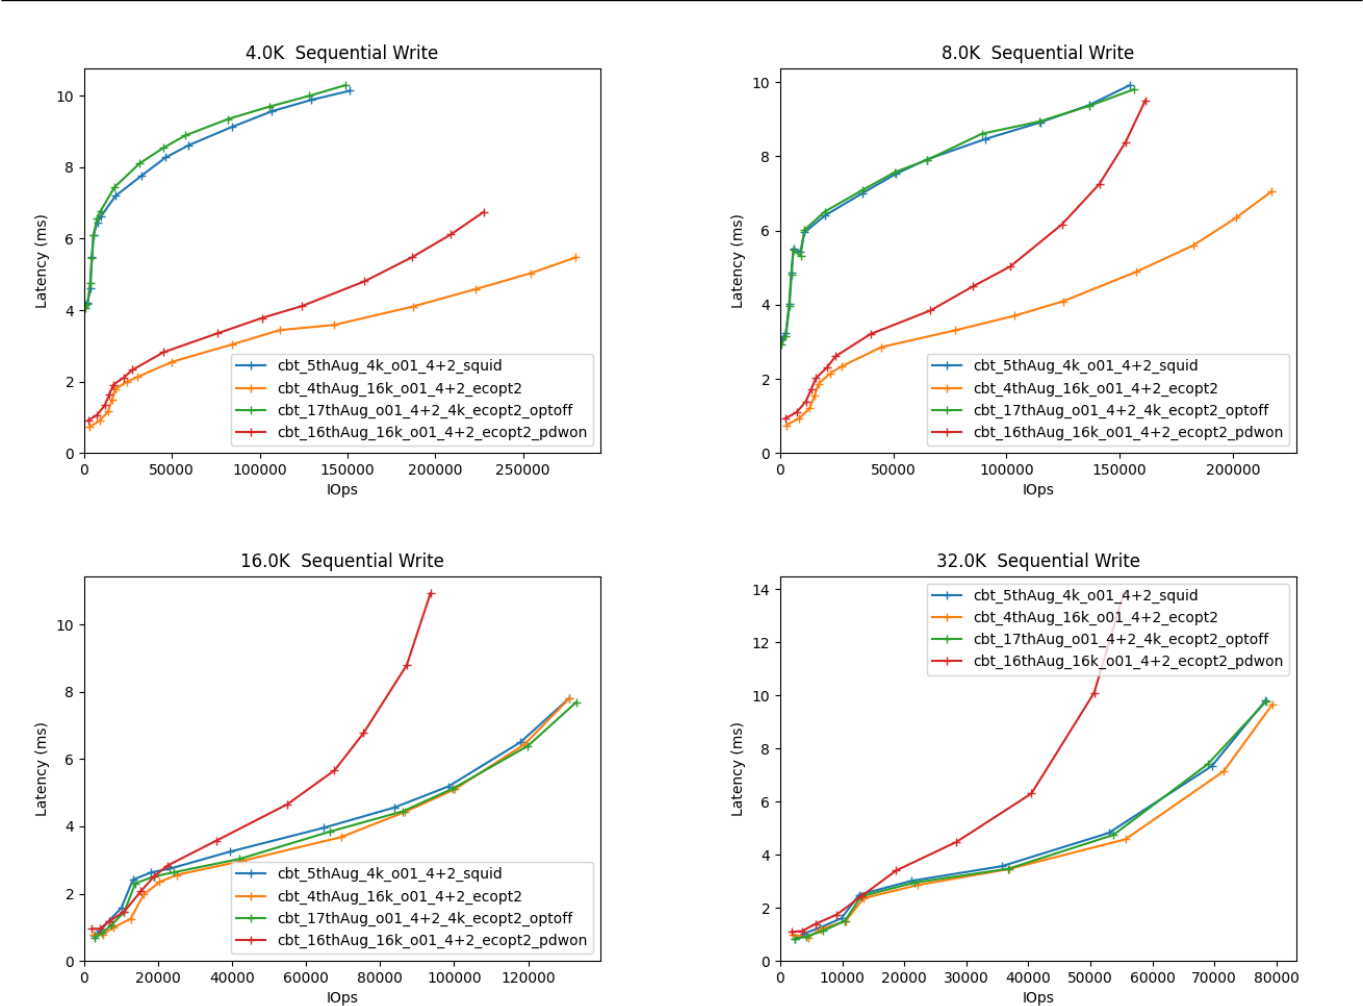 4.0K  Sequential Write
10
8
6
4
2
0
Latency (ms)
0 50000 100000 150000 200000 250000
IOps
cbt_5thAug_4k_o01_4+2_squid
cbt_4thAug_16k_o01_4+2_ecopt2
cbt_17thAug_o01_4+2_4k_ecopt2_optoff
cbt_16thAug_16k_o01_4+2_ecopt2_pdwon
8.0K  Sequential Write
10
8
6
4
2
0
Latency (ms)
0 50000 100000 150000 200000
IOps
cbt_5thAug_4k_o01_4+2_squid
cbt_4thAug_16k_o01_4+2_ecopt2
cbt_17thAug_o01_4+2_4k_ecopt2_optoff
cbt_16thAug_16k_o01_4+2_ecopt2_pdwon
16.0K  Sequential Write
10
8
6
4
2
0
Latency (ms)
0 20000 40000 60000 80000 100000 120000
IOps
cbt_5thAug_4k_o01_4+2_squid
cbt_4thAug_16k_o01_4+2_ecopt2
cbt_17thAug_o01_4+2_4k_ecopt2_optoff
cbt_16thAug_16k_o01_4+2_ecopt2_pdwon
32.0K  Sequential Write
14
12
10
8
6
4
2
0
Latency (ms)
0 10000 20000 30000 40000 50000 60000 70000 80000
IOps
cbt_5thAug_4k_o01_4+2_squid
cbt_4thAug_16k_o01_4+2_ecopt2
cbt_17thAug_o01_4+2_4k_ecopt2_optoff
cbt_16thAug_16k_o01_4+2_ecopt2_pdwon